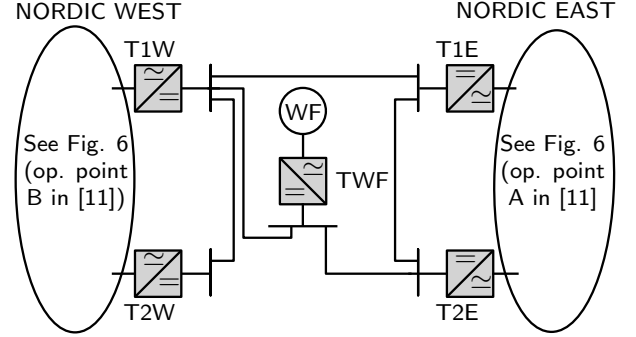 NORDIC WEST
NORDIC EAST
T1W
T1E
WF
See Fig. 6
(op. point
B in [11])
TWF
See Fig. 6
(op. point
A in [11]
T2W
T2E